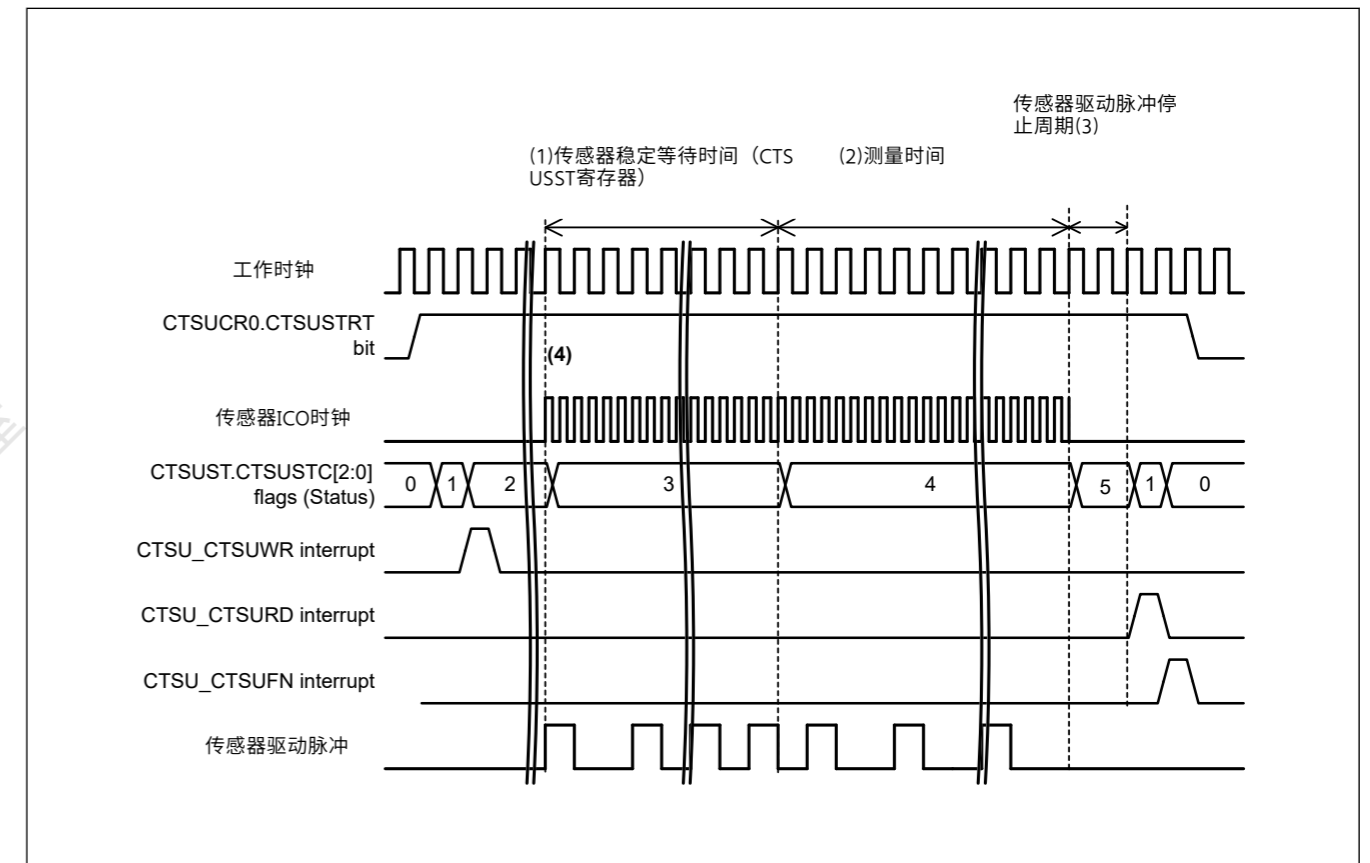 传感器驱动脉冲停
止周期(3)
(1)传感器稳定等待时间（CTS
USST寄存器）
(2)测量时间
工作时钟
CTSUCR0.CTSUSTRT
bit
(4)
传感器ICO时钟
CTSUST.CTSUSTC[2:0]
flags (Status)
0 1 2 3 4 5 1 0
CTSU_CTSUWR interrupt
CTSU_CTSURD interrupt
CTSU_CTSUFN interrupt
传感器驱动脉冲